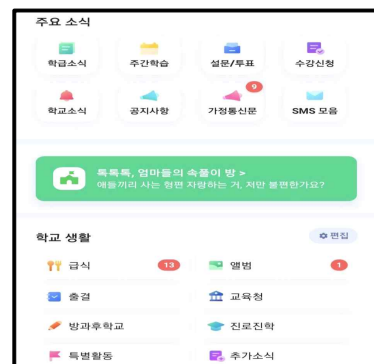 주요 소식
학급소식 주간학습 설문/투표 수강신청
9
학교소식 공지사항 가정통신문 SMS 모음
톡톡톡, 엄마들의 속풀이 방 >
애들끼리 사는 형편 자랑하는 거, 저만 불편한가요?
학교 생활 편집
급식 13 앨범 1
출결 교육청
방과후학교 진로진학
특별활동 추가소식